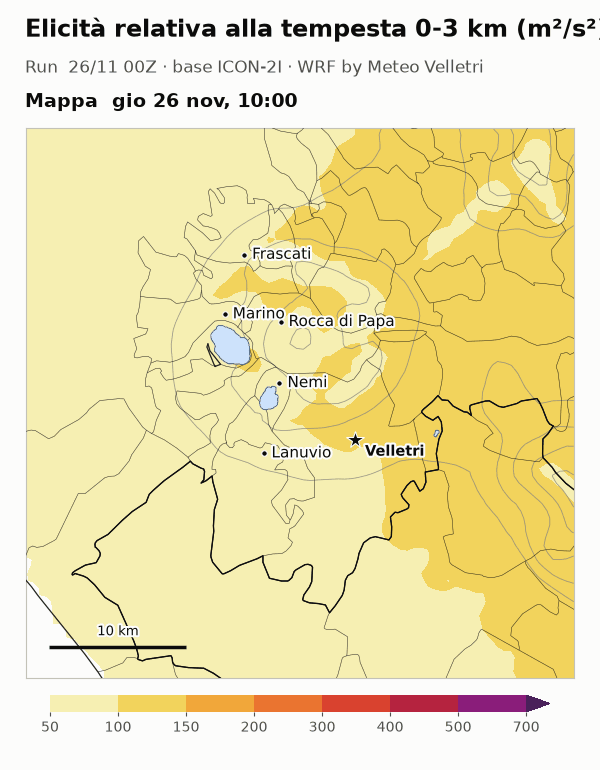 Elicità relativa alla tempesta 0-3 km (m²/s²)
Run  26/11 00Z · base ICON-2I · WRF by Meteo Velletri
Mappa  gio 26 nov, 10:00
Frascati
Marino
Rocca di Papa
Nemi
Velletri
Lanuvio
10 km
50 100 150 200 300 400 500 700